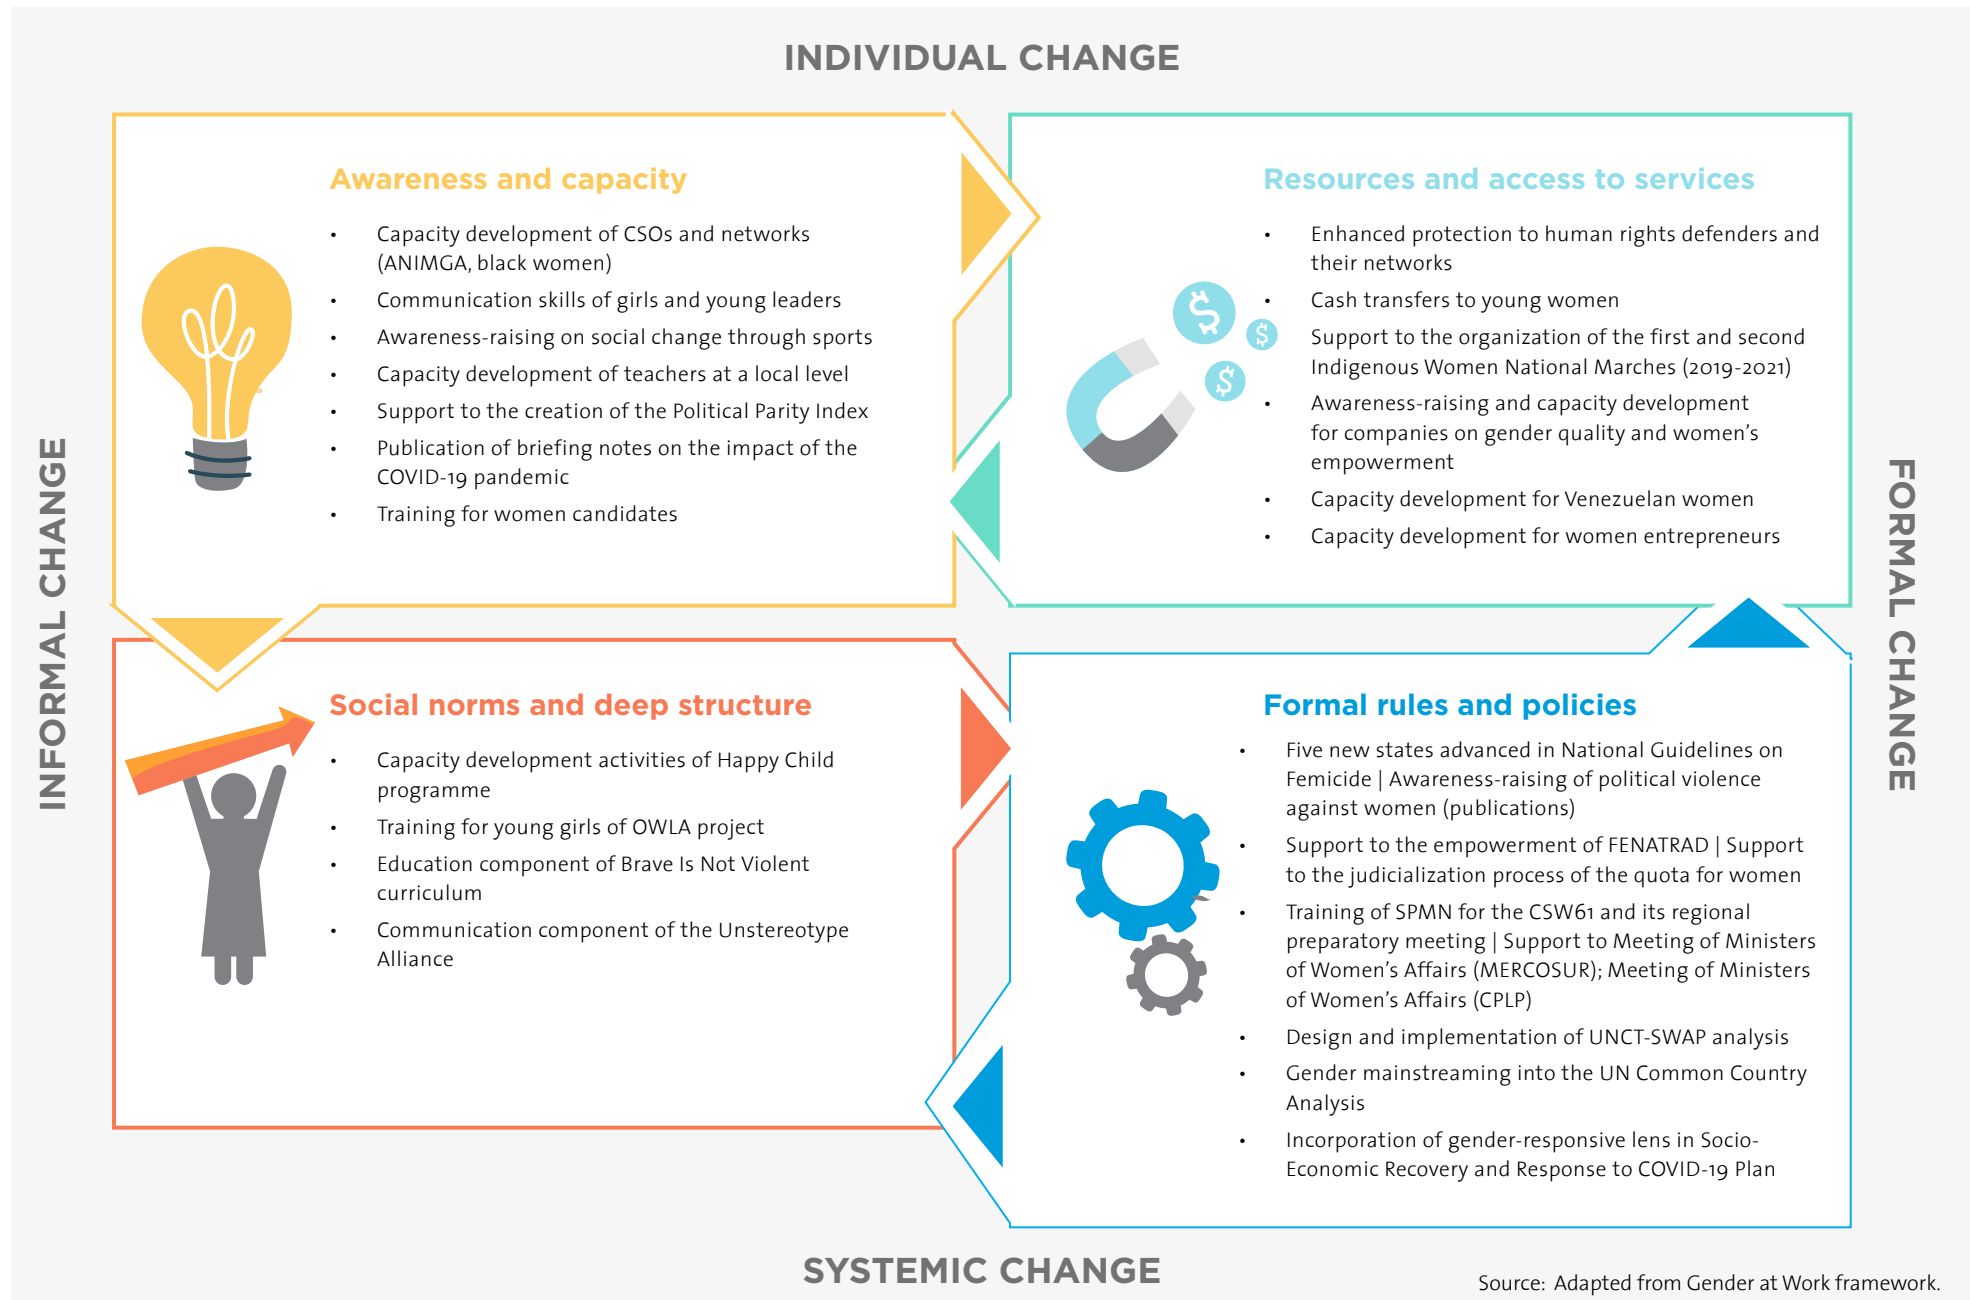 INDIVIDUAL CHANGE
INFORMAL CHANGE
Awareness and capacity
• Capacity development of CSOs and networks
(ANIMGA, black women)
• Communication skills of girls and young leaders
• Awareness-raising on social change through sports
• Capacity development of teachers at a local level
• Support to the creation of the Political Parity Index
• Publication of briefing notes on the impact of the
COVID-19 pandemic
• Training for women candidates
Resources and access to services
$
$
$
• Enhanced protection to human rights defenders and
their networks
• Cash transfers to young women
• Support to the organization of the first and second
Indigenous Women National Marches (2019-2021)
• Awareness-raising and capacity development
for companies on gender quality and women’s
empowerment
• Capacity development for Venezuelan women
• Capacity development for women entrepreneurs
FORMAL CHANGE
Social norms and deep structure
• Capacity development activities of Happy Child
programme
• Training for young girls of OWLA project
• Education component of Brave Is Not Violent
curriculum
• Communication component of the Unstereotype
Alliance
Formal rules and policies
• Five new states advanced in National Guidelines on
Femicide | Awareness-raising of political violence
against women (publications)
• Support to the empowerment of FENATRAD | Support
to the judicialization process of the quota for women
• Training of SPMN for the CSW61 and its regional
preparatory meeting | Support to Meeting of Ministers
of Women’s Affairs (MERCOSUR); Meeting of Ministers
of Women’s Affairs (CPLP)
• Design and implementation of UNCT-SWAP analysis
• Gender mainstreaming into the UN Common Country
Analysis
• Incorporation of gender-responsive lens in Socio-
Economic Recovery and Response to COVID-19 Plan
SYSTEMIC CHANGE
Source: Adapted from Gender at Work framework.